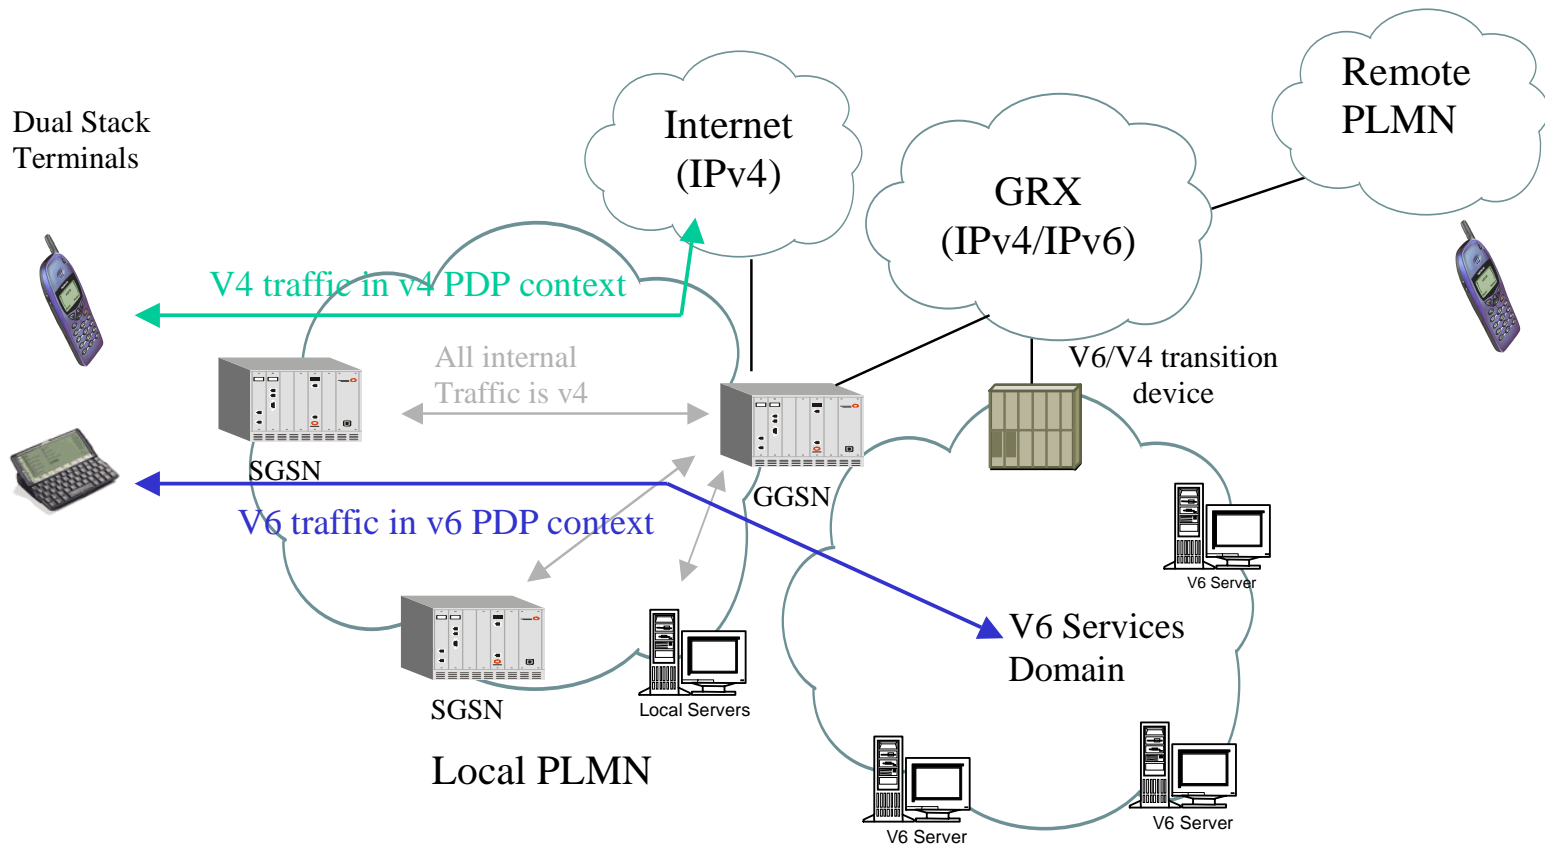 Remote
PLMN
Dual Stack
Terminals
Internet
(IPv4)
GRX
(IPv4/IPv6)
V4 traffic in v4 PDP context
All internal
Traffic is v4
V6/V4 transition
device
SGSN
GGSN
V6 traffic in v6 PDP context
V6 Server
V6 Services
Domain
SGSN
Local Servers
Local PLMN
V6 Server
V6 Server